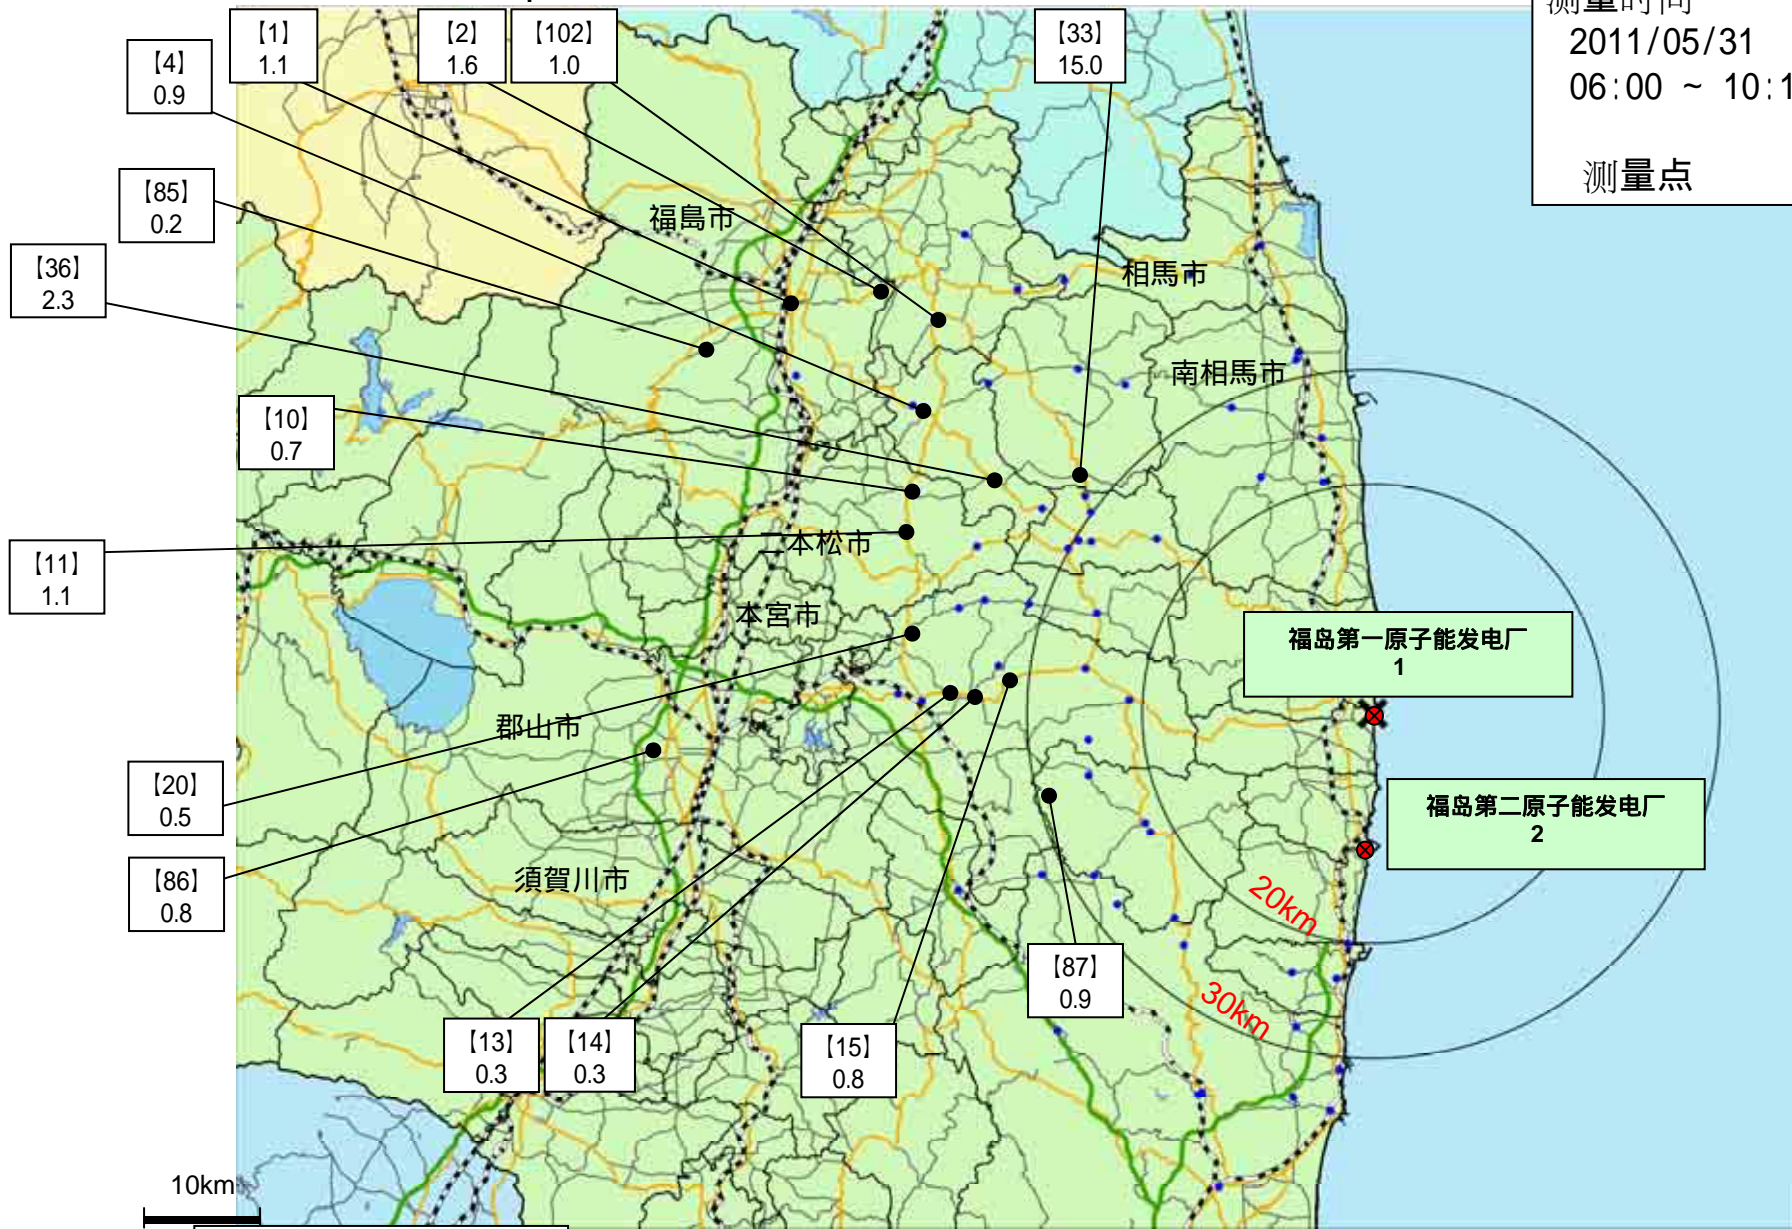 【1】
1.1
【2】
1.6
【102】
1.0
【33】
15.0
测量时间
2011/05/31
06:00 ~ 10:1
测量点
【4】
0.9
【85】
0.2
【36】
2.3
【10】
0.7
【11】
1.1
【20】
0.5
【86】
0.8
【13】
0.3
【14】
0.3
【15】
0.8
【87】
0.9
福島市
相馬市
南相馬市
二本松市
本宮市
郡山市
須賀川市
福岛第一原子能发电厂
1
福岛第二原子能发电厂
2
20km
30km
10km